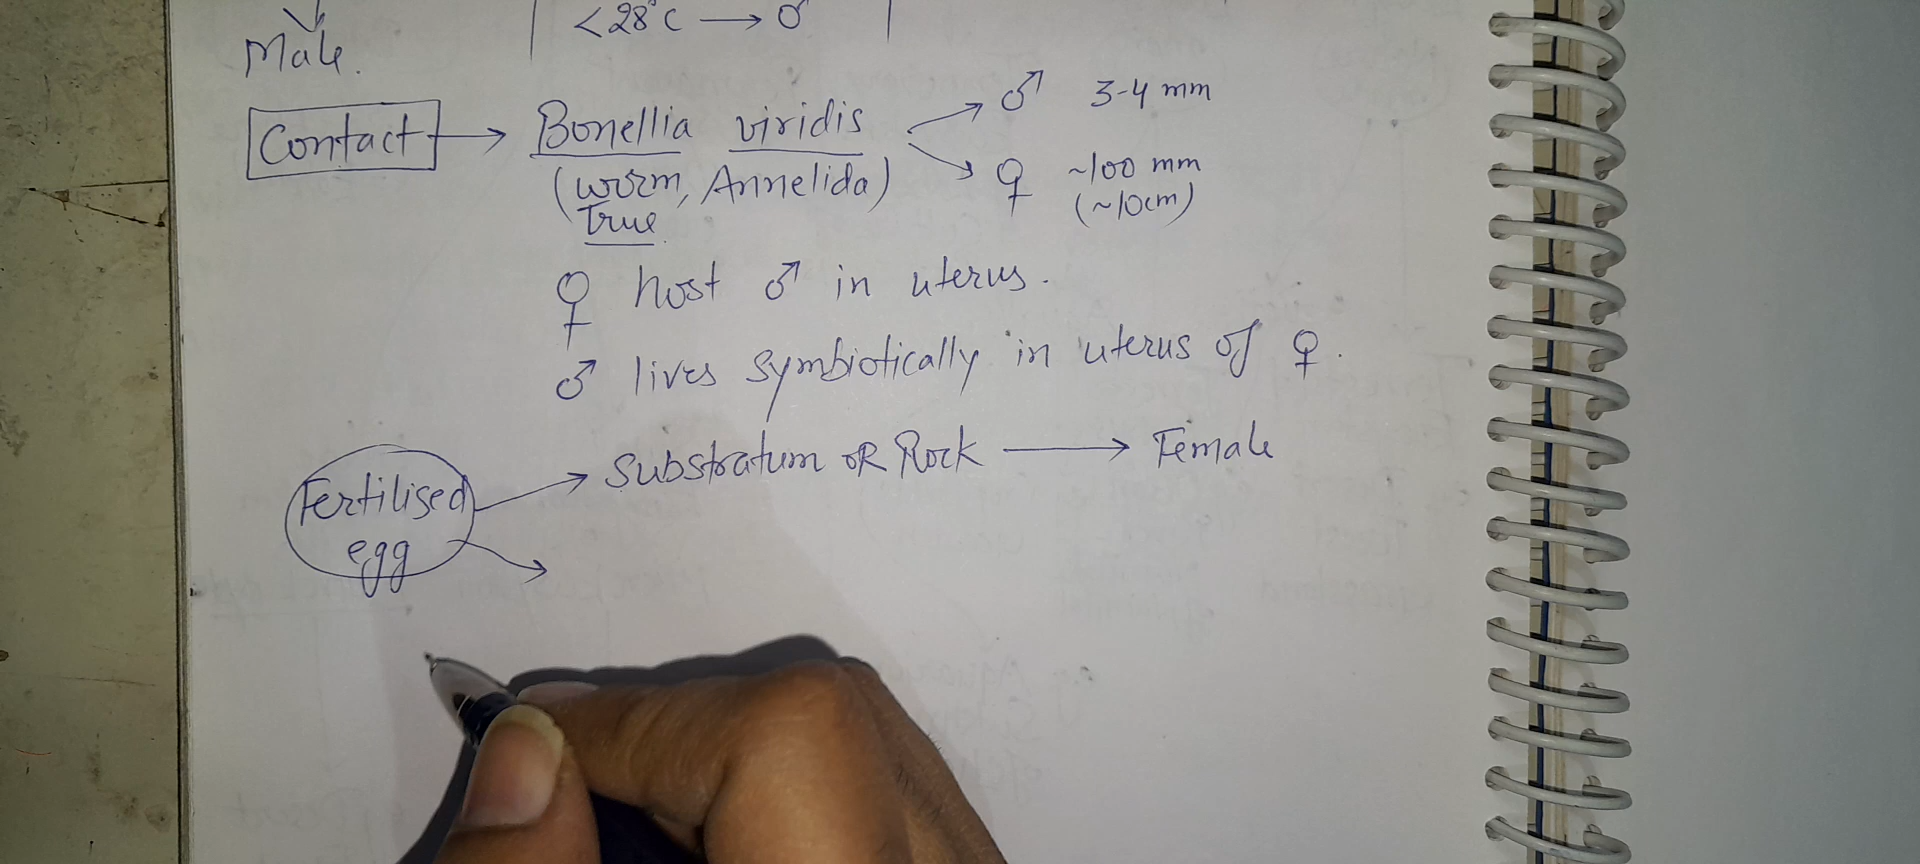 <28°C → ♂
Male.
Contact → Bonellia viridis
♂ 3-4 mm
(worm, Annelida)
True
♀ ~100 mm
(~10cm)
♀ host ♂ in uterus.
♂ lives symbiotically in uterus of ♀.
Fertilised egg
Substratum OR Rock → Female